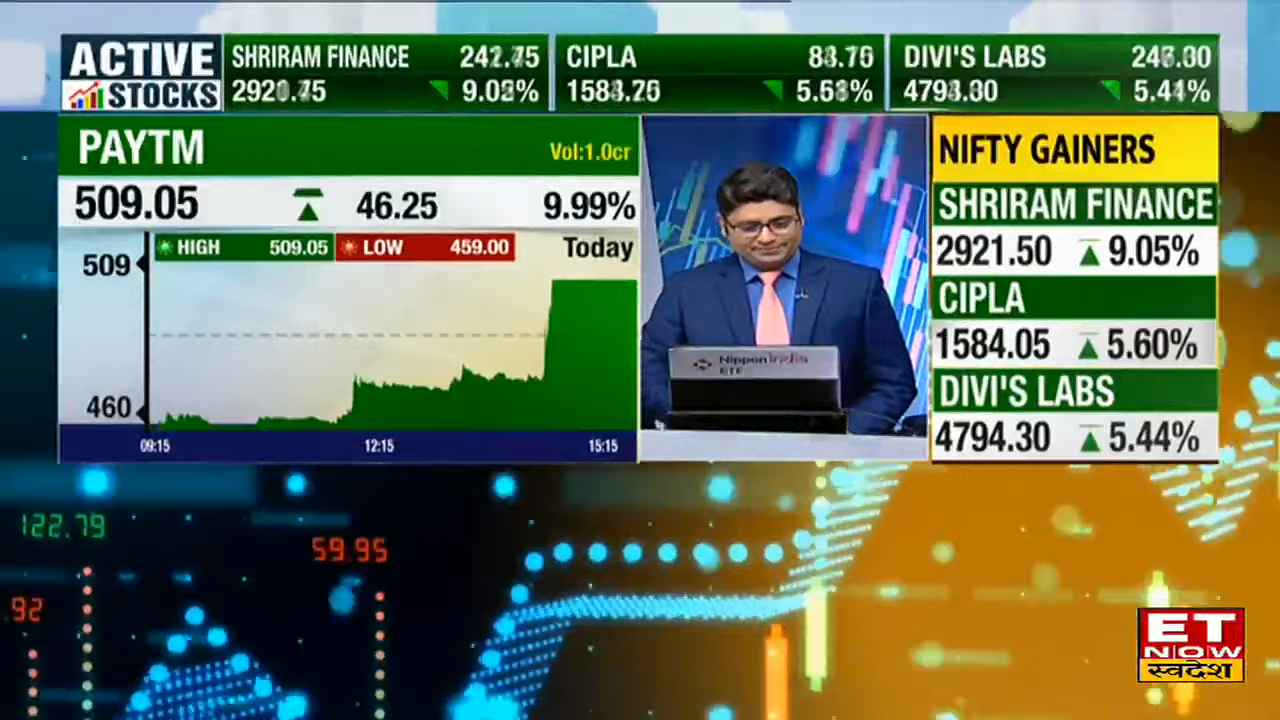 ACTIVE STOCKS
SHRIRAM FINANCE
9.02%
CIPLA
DIVI'S LABS
PAYTM
Vol:1.0cr
509.05 46.25 9.99%
HIGH 509.05 LOW 459.00 Today
509
460
09:15 12:15 15:15
Nippon india
ETF
NIFTY GAINERS
SHRIRAM FINANCE
2921.50 9.05%
CIPLA
1584.05 5.60%
DIVI'S LABS
4794.30 5.44%
122.79
59.95
.92
ET
NOW
स्वदेश